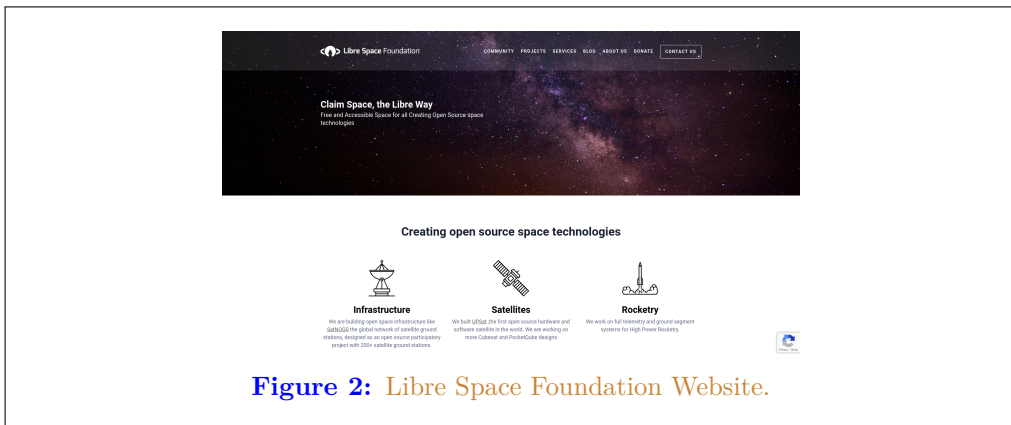 Libre Space Foundation
COMMUNITY PROJECTS SERVICES BLOG ABOUT US DONATE CONTACT US
Claim Space, the Libre Way
Free and Accessible Space for all Creating Open Source space
technologies
Creating open source space technologies
Infrastructure
We are building open space infrastructure like
SatNOGS the global network of satellite ground
stations, designed as an open source participatory
project with 200+ satellite ground-stations.
Satellites
We built UPSat ,the first open source hardware and
software satellite in the world. We are working on
more Cubesat and PocketQube designs
Rocketry
We work on full telemetry and ground segment
systems for High Power Rocketry.
Privacy - Terms
Figure 2: Libre Space Foundation Website.